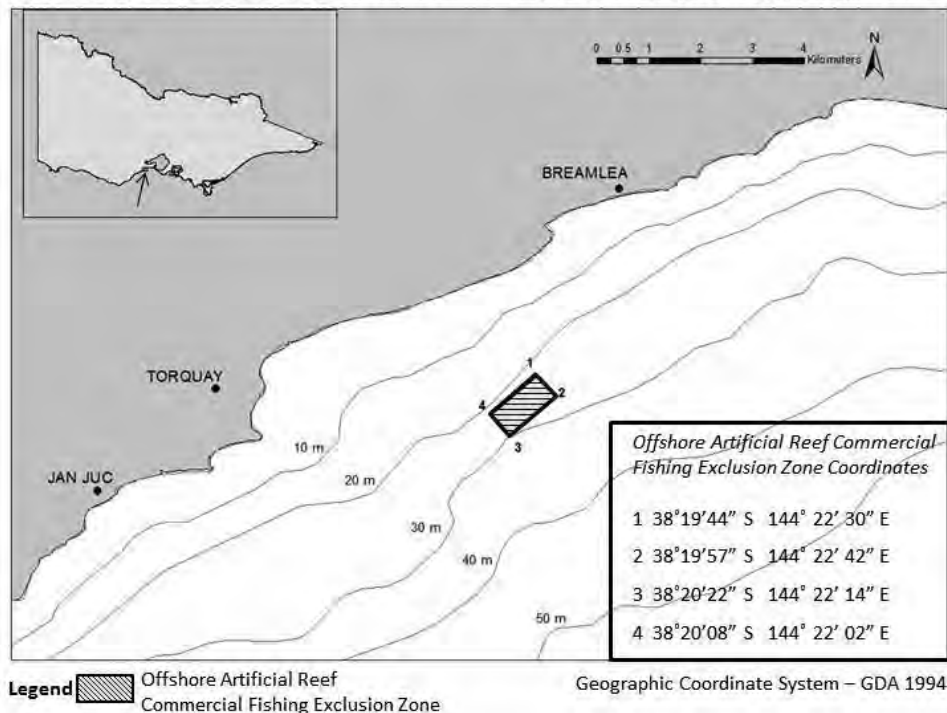 0 0.5 1 2 3 4
Kilometers
N
BREAMLEA
TORQUAY
JAN JUC
1
2
4
3
10 m
20 m
30 m
40 m
50 m
Offshore Artificial Reef Commercial
Fishing Exclusion Zone Coordinates
1 38°19’44” S 144° 22’ 30” E
2 38°19’57” S 144° 22’ 42” E
3 38°20’22” S 144° 22’ 14” E
4 38°20’08” S 144° 22’ 02” E
Legend Offshore Artificial Reef
Commercial Fishing Exclusion Zone
Geographic Coordinate System – GDA 1994